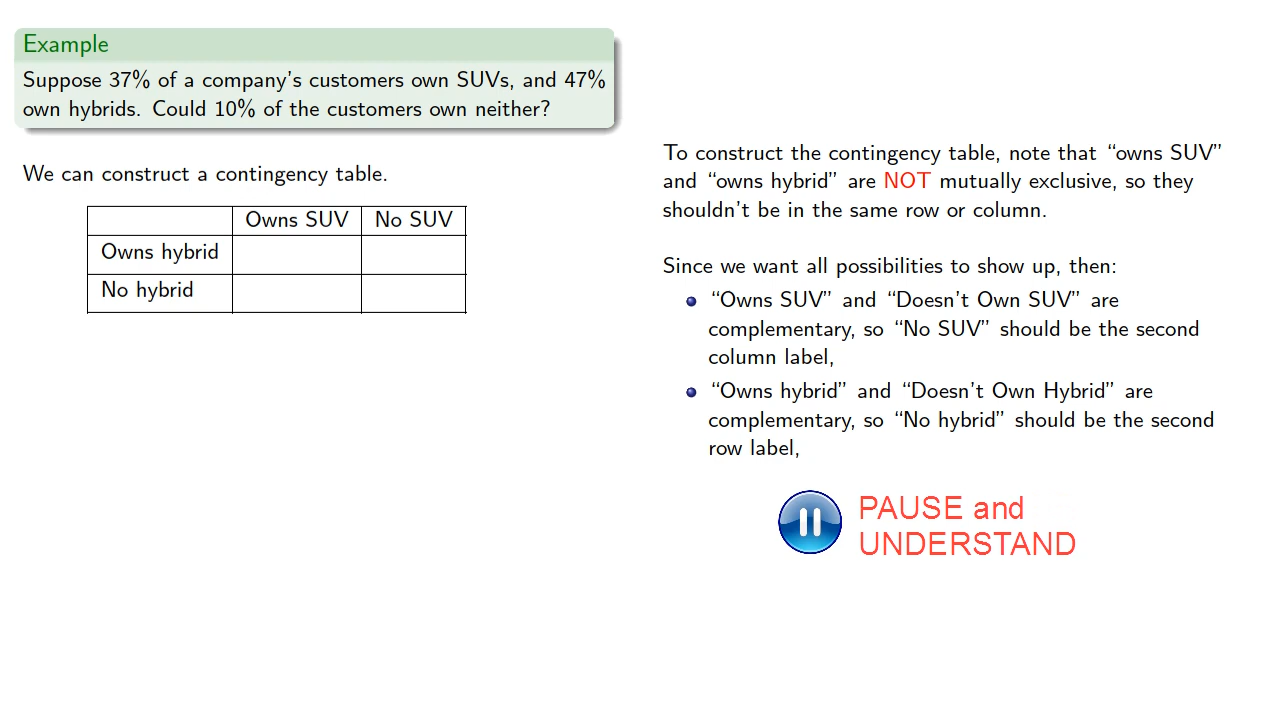 Example
Suppose 37% of a company's customers own SUVs, and 47%
own hybrids. Could 10% of the customers own neither?
We can construct a contingency table.
Owns SUV No SUV
Owns hybrid
No hybrid
To construct the contingency table, note that “owns SUV”
and “owns hybrid” are NOT mutually exclusive, so they
shouldn't be in the same row or column.
Since we want all possibilities to show up, then:
“Owns SUV” and “Doesn't Own SUV” are
complementary, so “No SUV” should be the second
column label,
“Owns hybrid” and “Doesn't Own Hybrid” are
complementary, so “No hybrid” should be the second
row label,
PAUSE and
UNDERSTAND